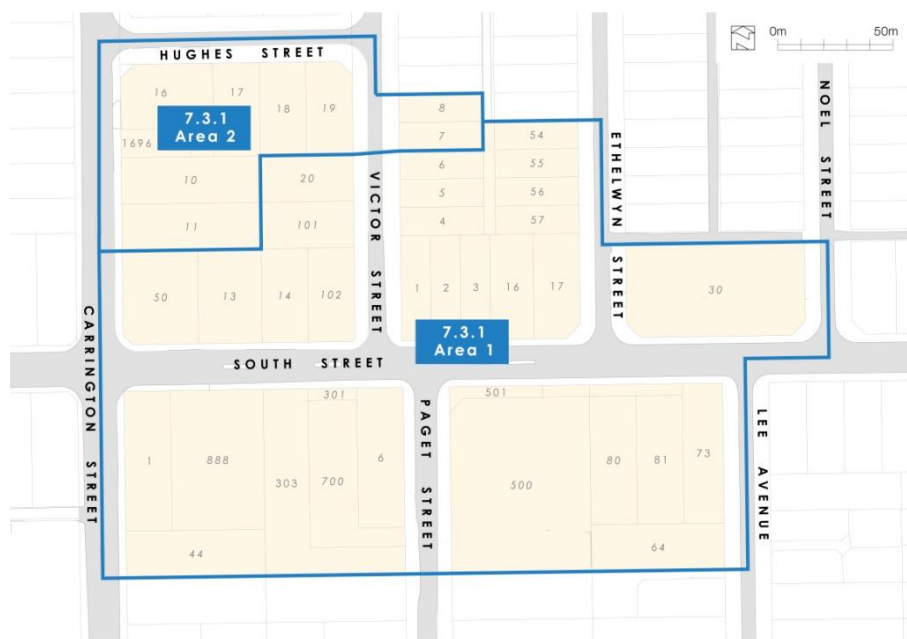 HUGHES STREET
0m 50m
16 17 18 19
7.3.1
Area 2
1696
10
11
20
101
8
7
6
5
4
54
55
56
57
VICTOR STREET
ETHELWYN STREET
NOEL STREET
50 13 14 102
1 2 3 16 17
30
7.3.1
Area 1
SOUTH STREET
CARRINGTON STREET
PAGET STREET
LEE AVENUE
1 888 303 301 700 6
44
501
500 80 81 73
64